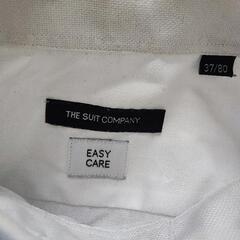 37/80
THE SUIT COMPANY
EASY
CARE